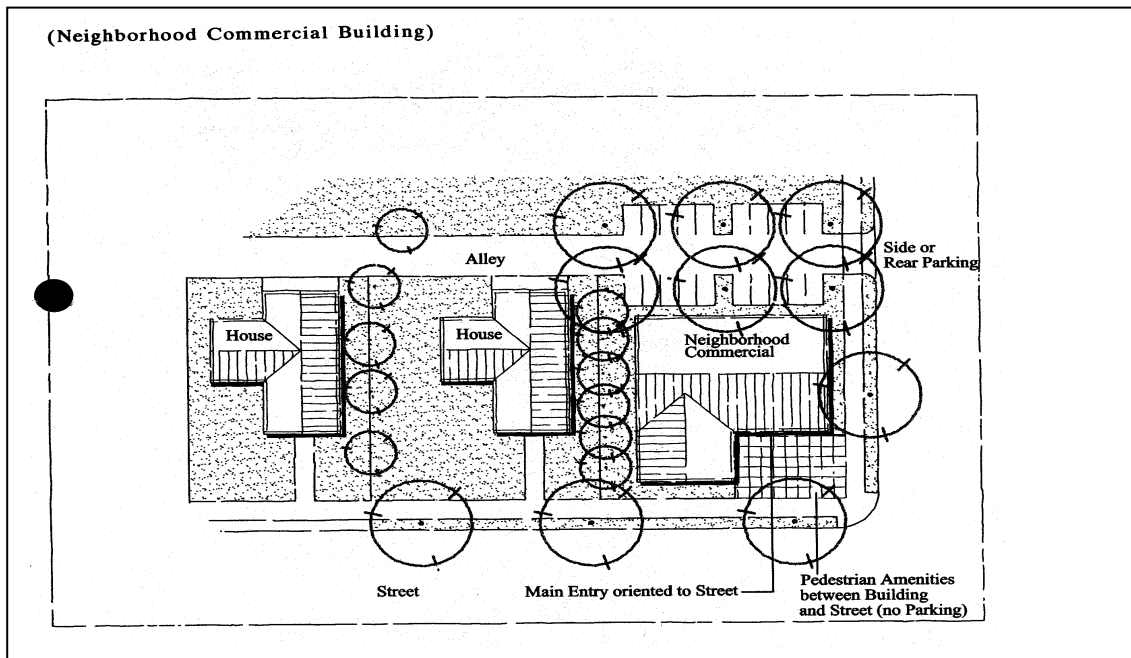 (Neighborhood Commercial Building)
Alley
Side or
Rear Parking
House
House
Neighborhood
Commercial
Street
Main Entry oriented to Street
Pedestrian Amenities
between Building
and Street (no Parking)